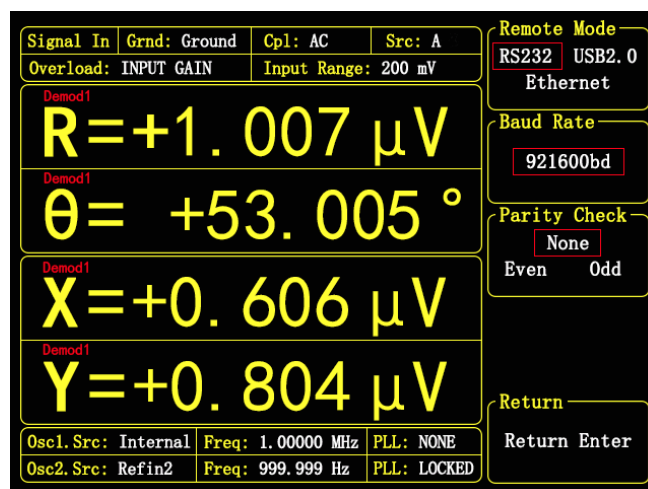 Signal In Grnd: Ground Cpl: AC Src: A
Overload: INPUT GAIN Input Range: 200 mV
Demod1
R=+1.007 μV
Demod1
θ= +53.005 °
Demod1
X=+0.606 μV
Demod1
Y=+0.804 μV
Osc1.Src: Internal Freq: 1.00000 MHz PLL: NONE
Osc2.Src: Refin2 Freq: 999.999 Hz PLL: LOCKED
Remote Mode
RS232 USB2.0
Ethernet
Baud Rate
921600bd
Parity Check
None
Even Odd
Return
Return Enter